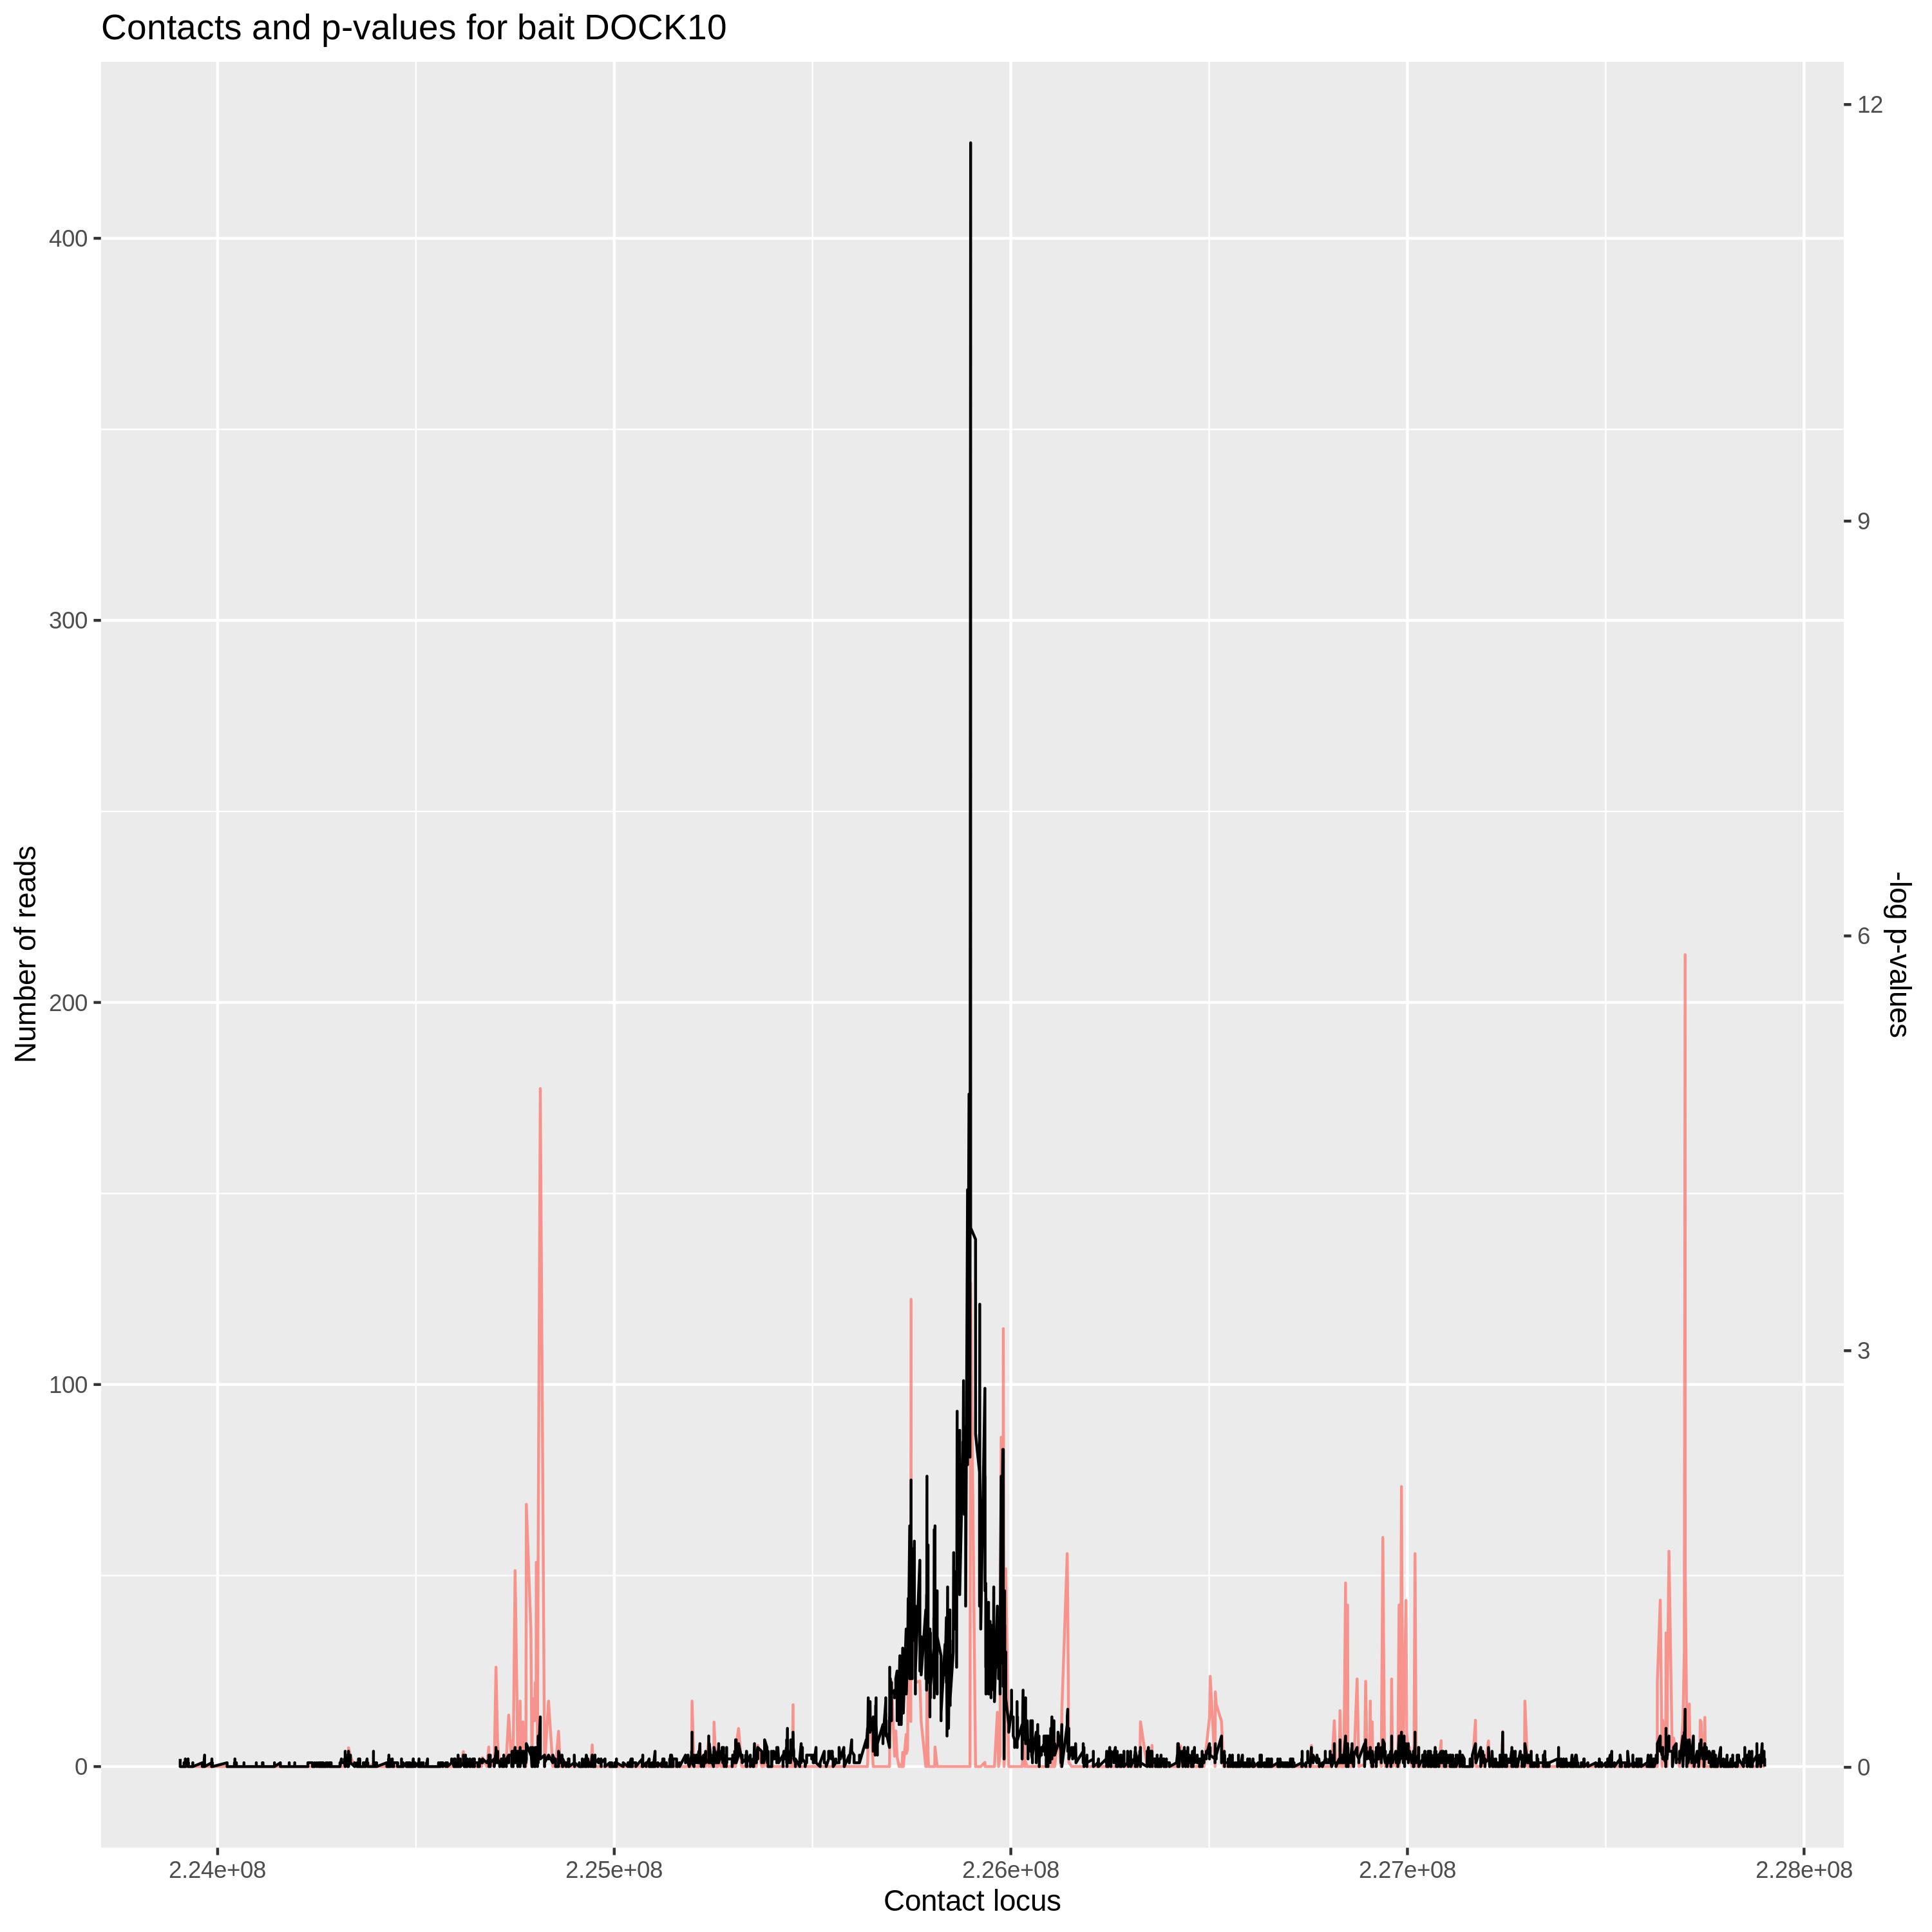 Contacts and p-values for bait DOCK10
12
400
9
300
Number of reads
-log p-values
6
200
3
100
0
0
2.24e+08 2.25e+08 2.26e+08 2.27e+08 2.28e+08
Contact locus